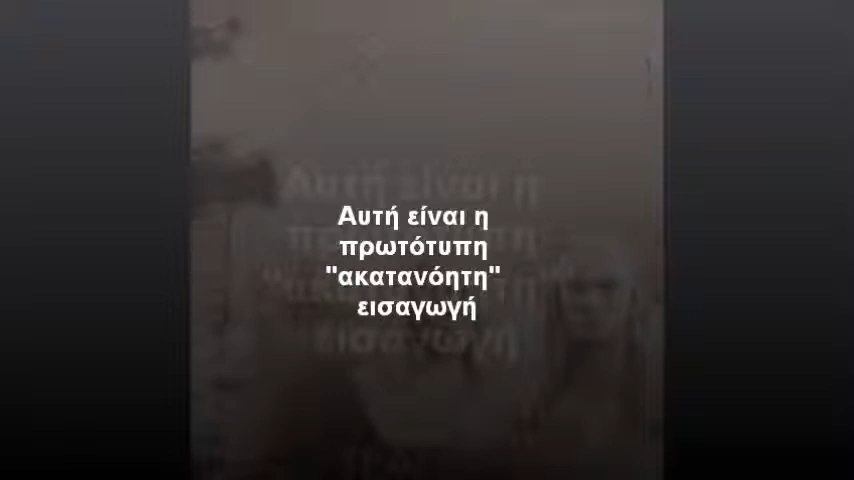 Αυτή είναι η
πρωτότυπη
"ακατανόητη"
εισαγωγή